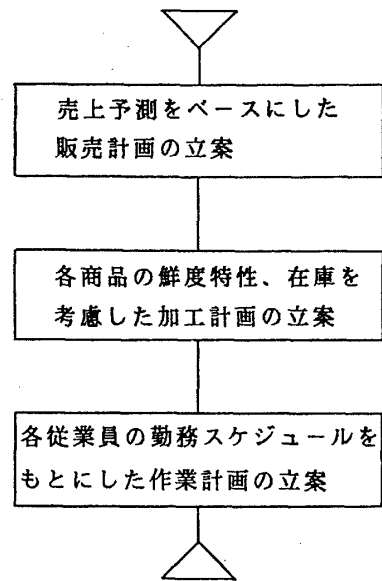 売上予測をベースにした
販売計画の立案
各商品の鮮度特性、在庫を
考慮した加工計画の立案
各従業員の勤務スケジュールを
もとにした作業計画の立案